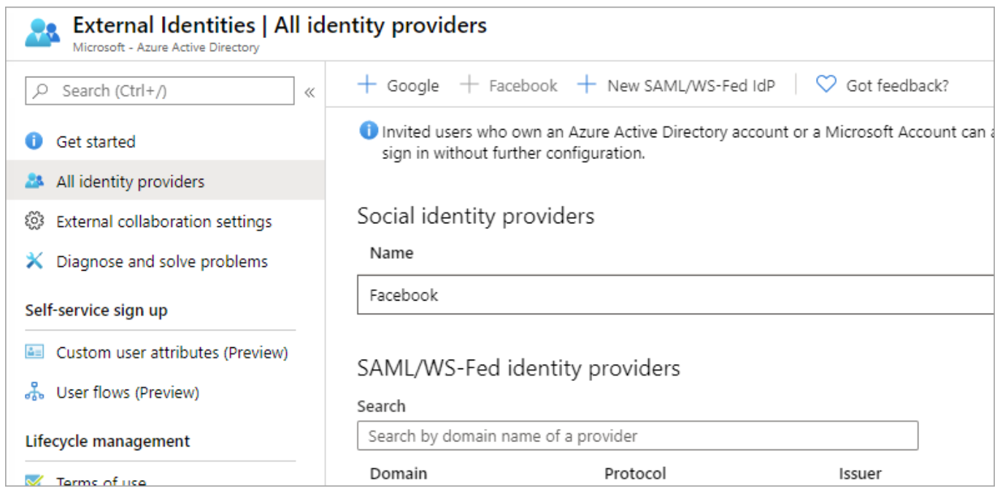 External Identities | All identity providers
Microsoft - Azure Active Directory
Search (Ctrl+/)
«
Get started
All identity providers
External collaboration settings
Diagnose and solve problems
Self-service sign up
Custom user attributes (Preview)
User flows (Preview)
Lifecycle management
Terms of use
Google
Facebook
New SAML/WS-Fed IdP
Got feedback?
Invited users who own an Azure Active Directory account or a Microsoft Account can
sign in without further configuration.
Social identity providers
Name
Facebook
SAML/WS-Fed identity providers
Search
Search by domain name of a provider
Domain Protocol Issuer